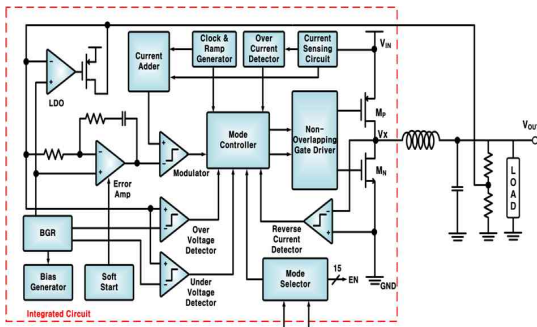 Current
Adder
Clock &
Ramp
Generator
Over
Current
Detector
Current
Sensing
Circuit
VIN
LDO
MP
Mode
Controller
Non-
Overlapping
Gate Driver
Vx
VOUT
Modulator
Error
Amp
MN
LOAD
BGR
Over
Voltage
Detector
Reverse
Current
Detector
Bias
Generator
Soft
Start
Under
Voltage
Detector
Mode
Selector
15
EN
GND
Integrated Circuit